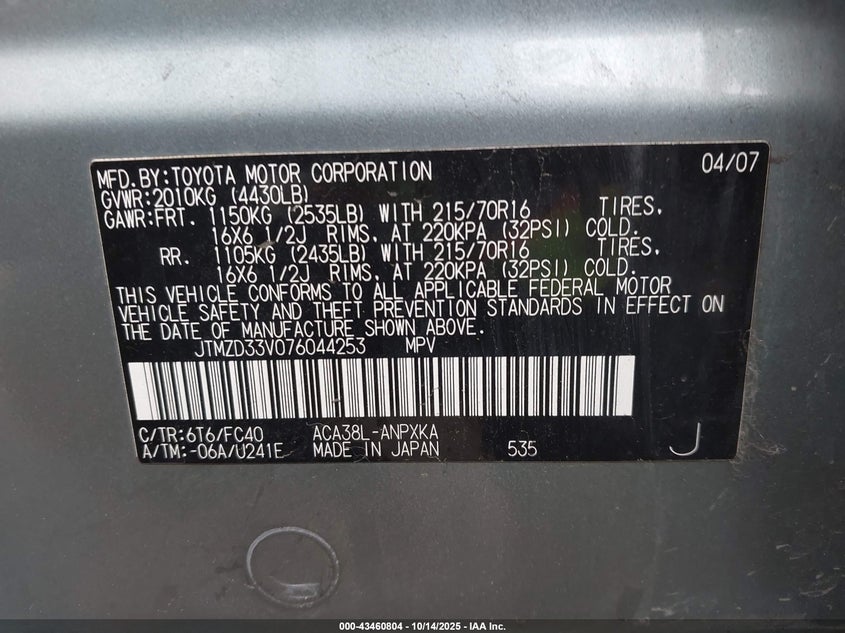 MFD. BY: TOYOTA MOTOR CORPORATION 04/07
GVWR: 2010KG (4430LB)
GAWR: FRT. 1150KG (2535LB) WITH 215/70R16 TIRES,
16X6 1/2J RIMS, AT 220KPA (32PSI) COLD.
RR. 1105KG (2435LB) WITH 215/70R16 TIRES,
16X6 1/2J RIMS, AT 220KPA (32PSI) COLD.
THIS VEHICLE CONFORMS TO ALL APPLICABLE FEDERAL MOTOR
VEHICLE SAFETY AND THEFT PREVENTION STANDARDS IN EFFECT ON
THE DATE OF MANUFACTURE SHOWN ABOVE.
JTMZD33V076044253 MPV
C/TR: 6T6/FC40 ACA38L-ANPXKA
A/TM: -06A/U241E MADE IN JAPAN 535 J
000-43460804 - 10/14/2025 - IAA Inc.